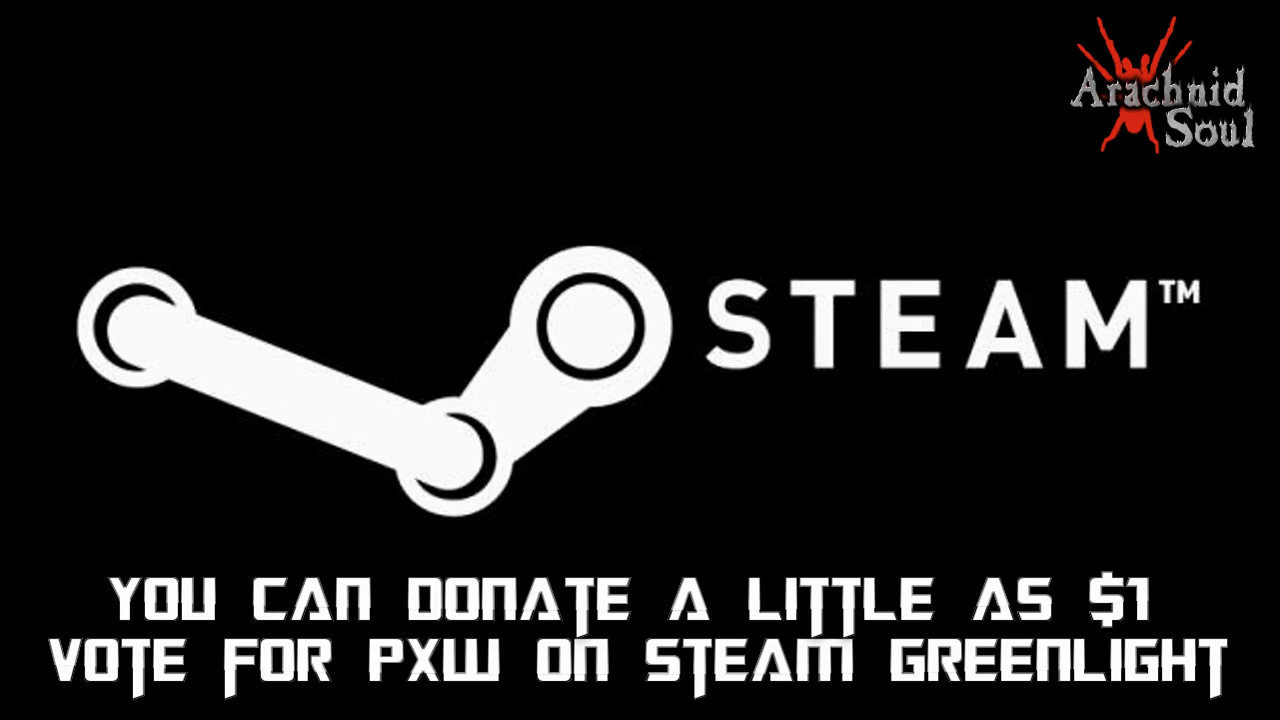 Arachnid
Soul
STEAM™
YOU CAN DONATE A LITTLE AS $1
VOTE FOR PXW ON STEAM GREENLIGHT